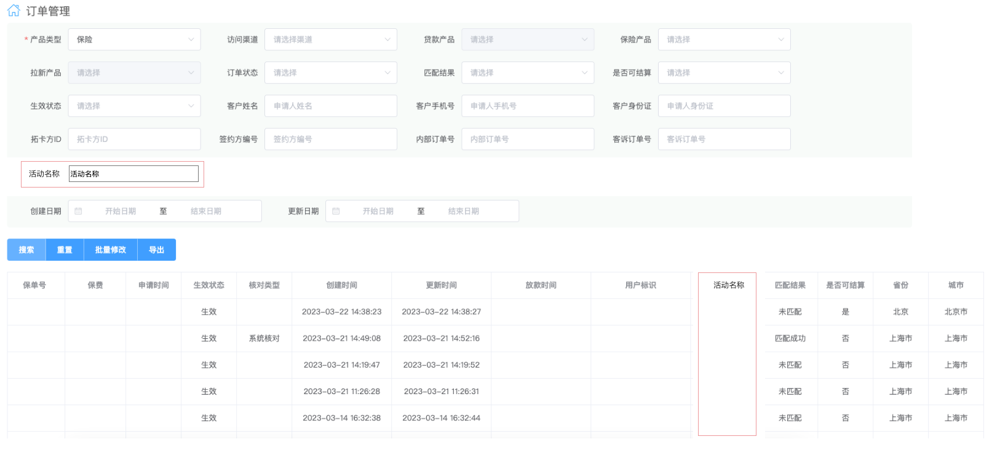 订单管理
* 产品类型 保险 访问渠道 请选择渠道 贷款产品 请选择 保险产品 请选择
拉新产品 请选择 订单状态 请选择 匹配结果 请选择 是否可结算 请选择
生效状态 请选择 客户姓名 申请人姓名 客户手机号 申请人手机号 客户身份证 申请人身份证
拓卡方ID 拓卡方ID 签约方编号 签约方编号 内部订单号 内部订单号 客诉订单号 客诉订单号
活动名称 活动名称
创建日期 开始日期 至 结束日期 更新日期 开始日期 至 结束日期
搜索 重置 批量修改 导出
保单号 保费 申请时间 生效状态 核对类型 创建时间 更新时间 放款时间 用户标识 活动名称 匹配结果 是否可结算 省份 城市
生效 2023-03-22 14:38:23 2023-03-22 14:38:27 未匹配 是 北京 北京市
生效 系统核对 2023-03-21 14:49:08 2023-03-21 14:52:16 匹配成功 否 上海市 上海市
生效 2023-03-21 14:19:47 2023-03-21 14:19:52 未匹配 否 上海市 上海市
生效 2023-03-21 11:26:28 2023-03-21 11:26:31 未匹配 否 上海市 上海市
生效 2023-03-14 16:32:38 2023-03-14 16:32:44 未匹配 否 上海市 上海市